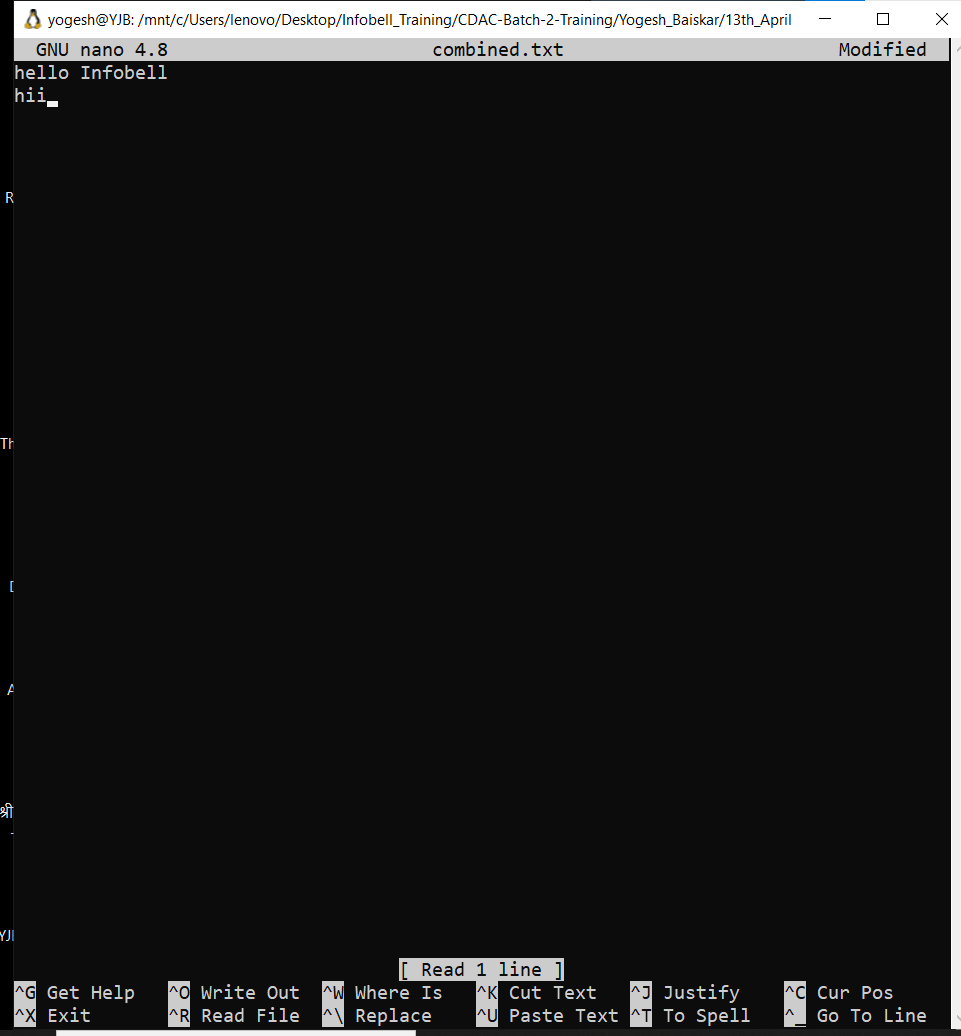 yogesh@YJB: /mnt/c/Users/lenovo/Desktop/Infobell_Training/CDAC-Batch-2-Training/Yogesh_Baiskar/13th_April
GNU nano 4.8 combined.txt Modified
hello Infobell
hii
R
Th
A
श्री
YJ
[ Read 1 line ]
^G Get Help ^O Write Out ^W Where Is ^K Cut Text ^J Justify ^C Cur Pos
^X Exit ^R Read File ^\ Replace ^U Paste Text ^T To Spell ^_ Go To Line